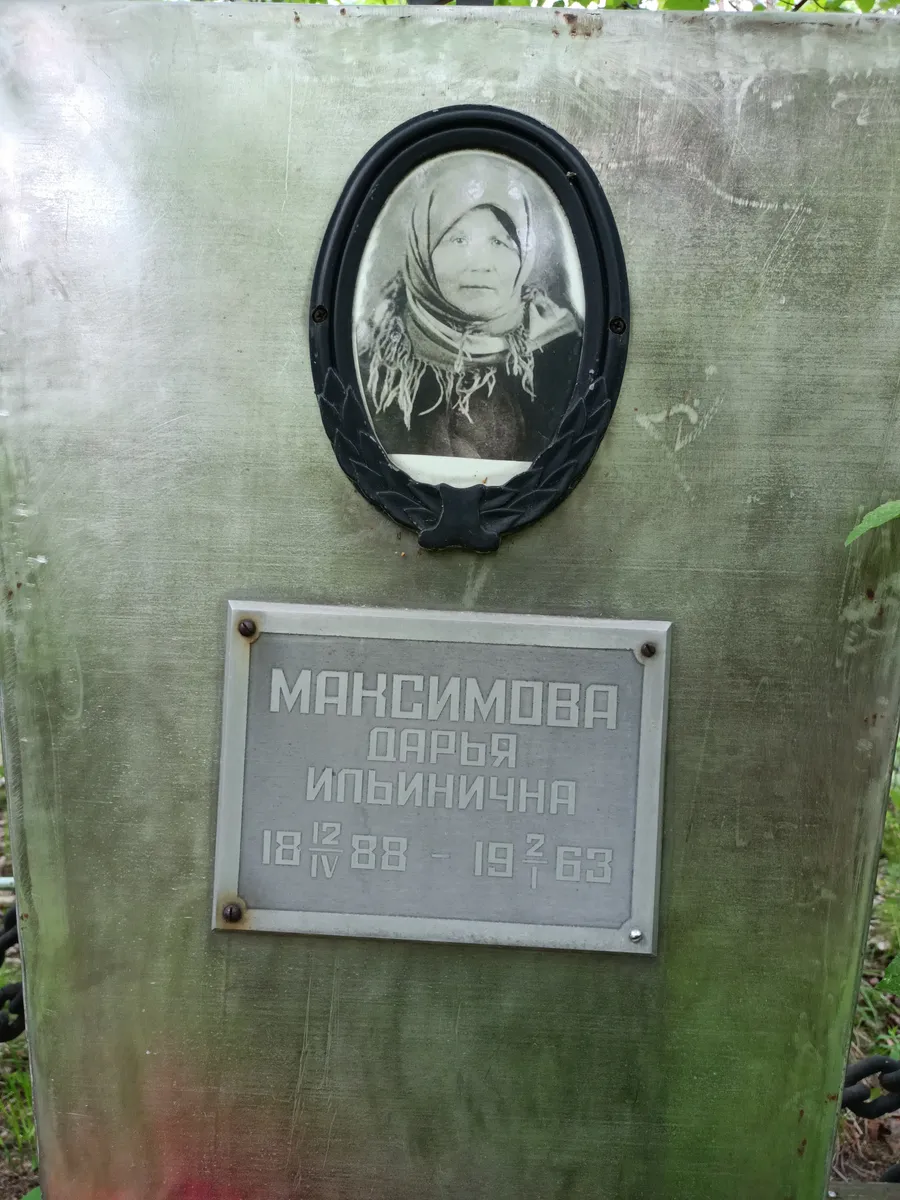 МАКСИМОВА
ДАРЬЯ
ИЛЬИНИЧНА
18 12/IV 88 - 19 2/I 63